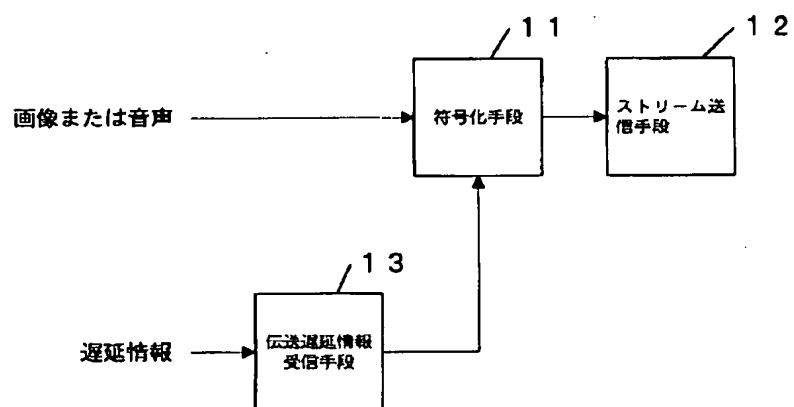 11
12
画像または音声
符号化手段
ストリーム送
信手段
13
遅延情報
伝送遅延情報
受信手段